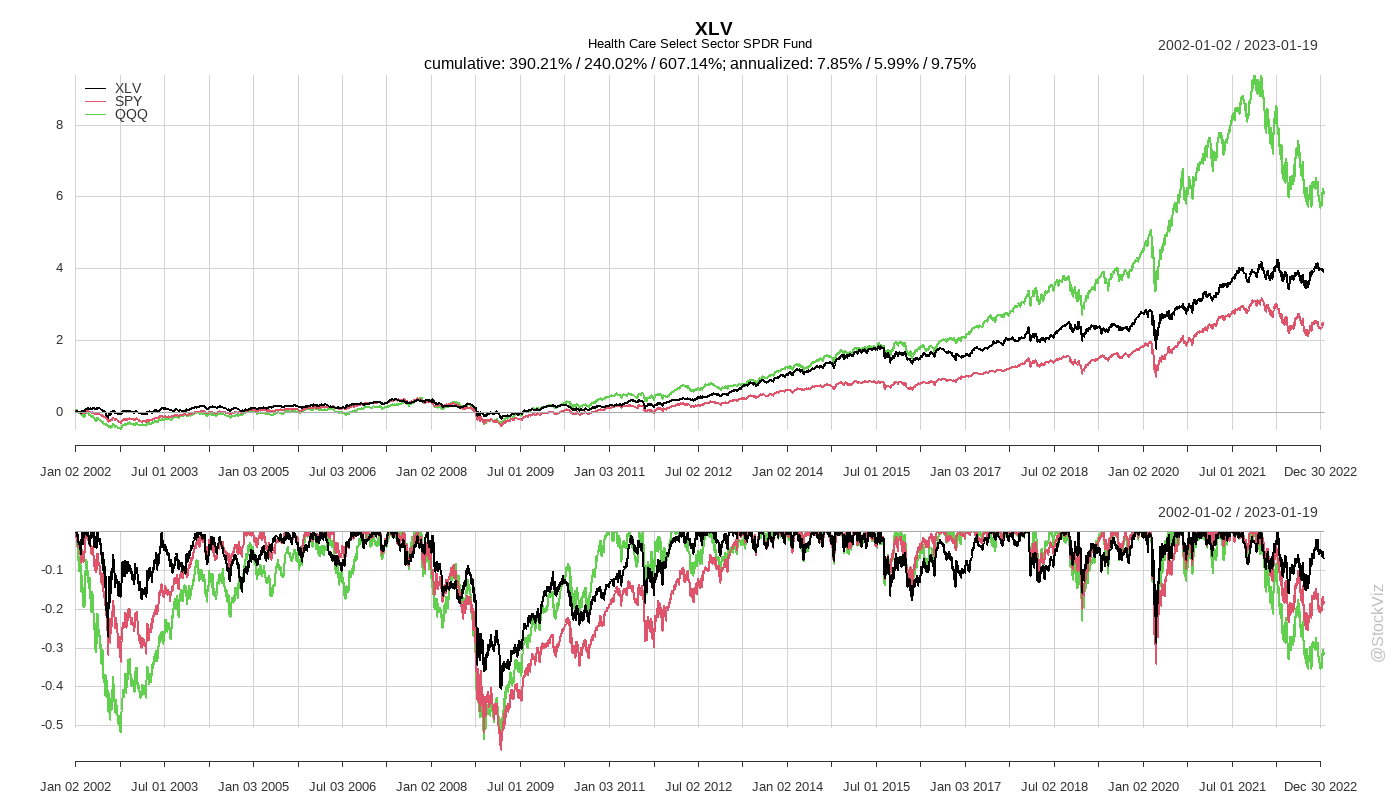 XLV
Health Care Select Sector SPDR Fund
2002-01-02 / 2023-01-19
cumulative: 390.21% / 240.02% / 607.14%; annualized: 7.85% / 5.99% / 9.75%
XLV
SPY
QQQ
8
6
4
2
0
Jan 02 2002 Jul 01 2003 Jan 03 2005 Jul 03 2006 Jan 02 2008 Jul 01 2009 Jan 03 2011 Jul 02 2012 Jan 02 2014 Jul 01 2015 Jan 03 2017 Jul 02 2018 Jan 02 2020 Jul 01 2021 Dec 30 2022
2002-01-02 / 2023-01-19
-0.1
-0.2
-0.3
-0.4
-0.5
@StockViz
Jan 02 2002 Jul 01 2003 Jan 03 2005 Jul 03 2006 Jan 02 2008 Jul 01 2009 Jan 03 2011 Jul 02 2012 Jan 02 2014 Jul 01 2015 Jan 03 2017 Jul 02 2018 Jan 02 2020 Jul 01 2021 Dec 30 2022